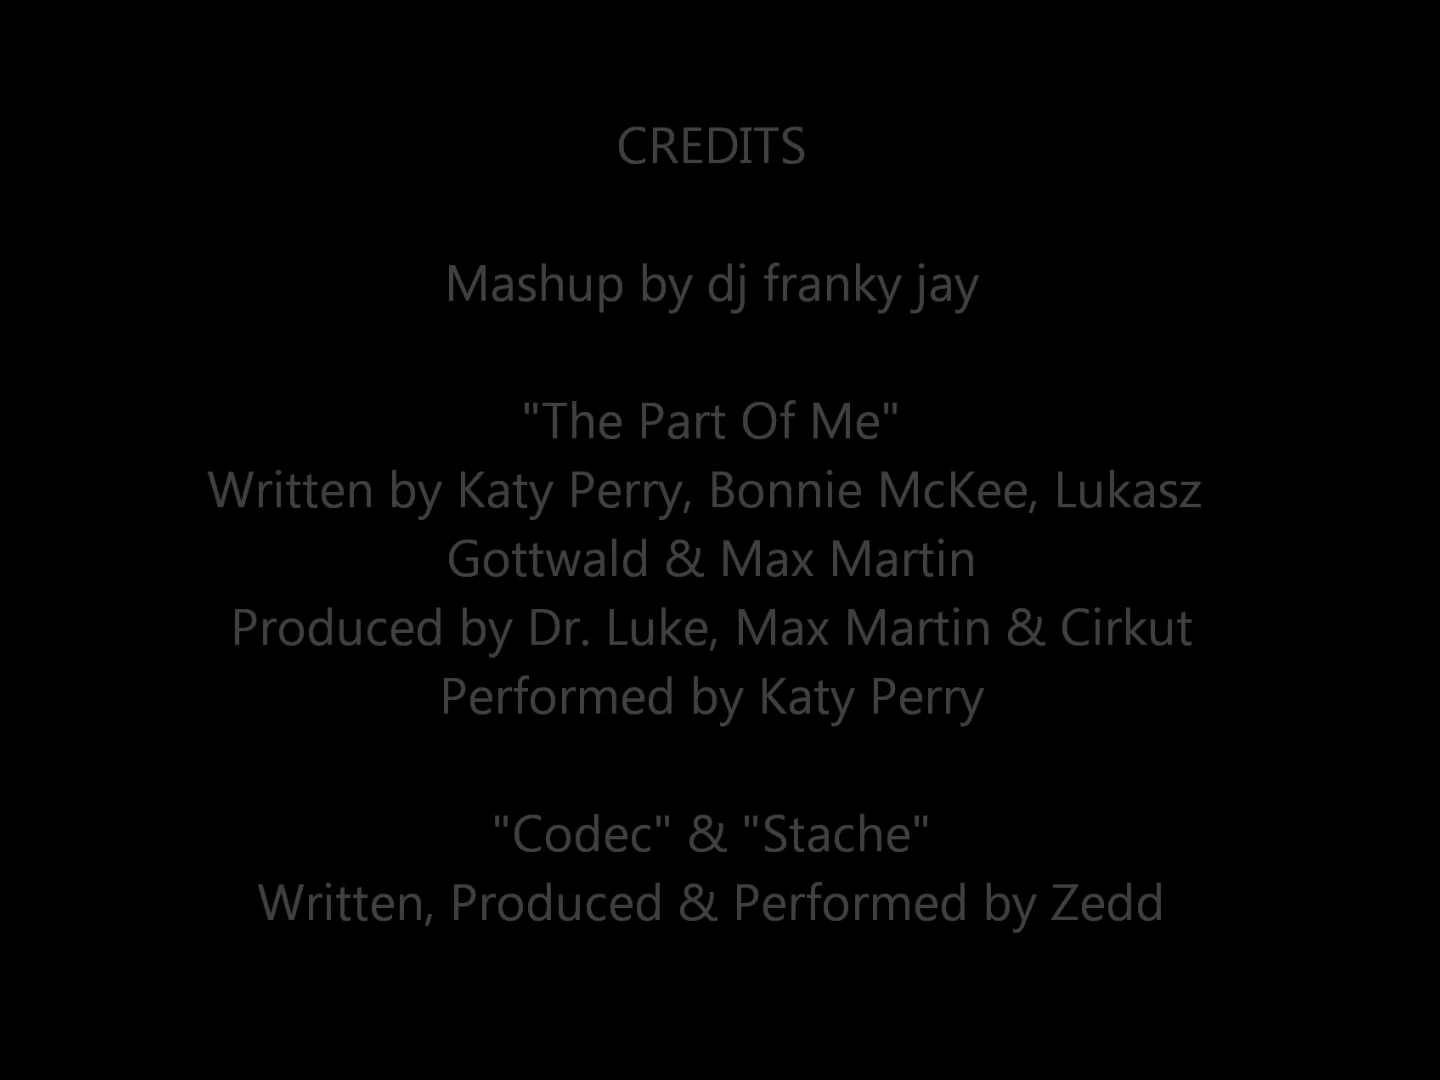 CREDITS
Mashup by dj franky jay
"The Part Of Me"
Written by Katy Perry, Bonnie McKee, Lukasz
Gottwald & Max Martin
Produced by Dr. Luke, Max Martin & Cirkut
Performed by Katy Perry
"Codec" & "Stache"
Written, Produced & Performed by Zedd